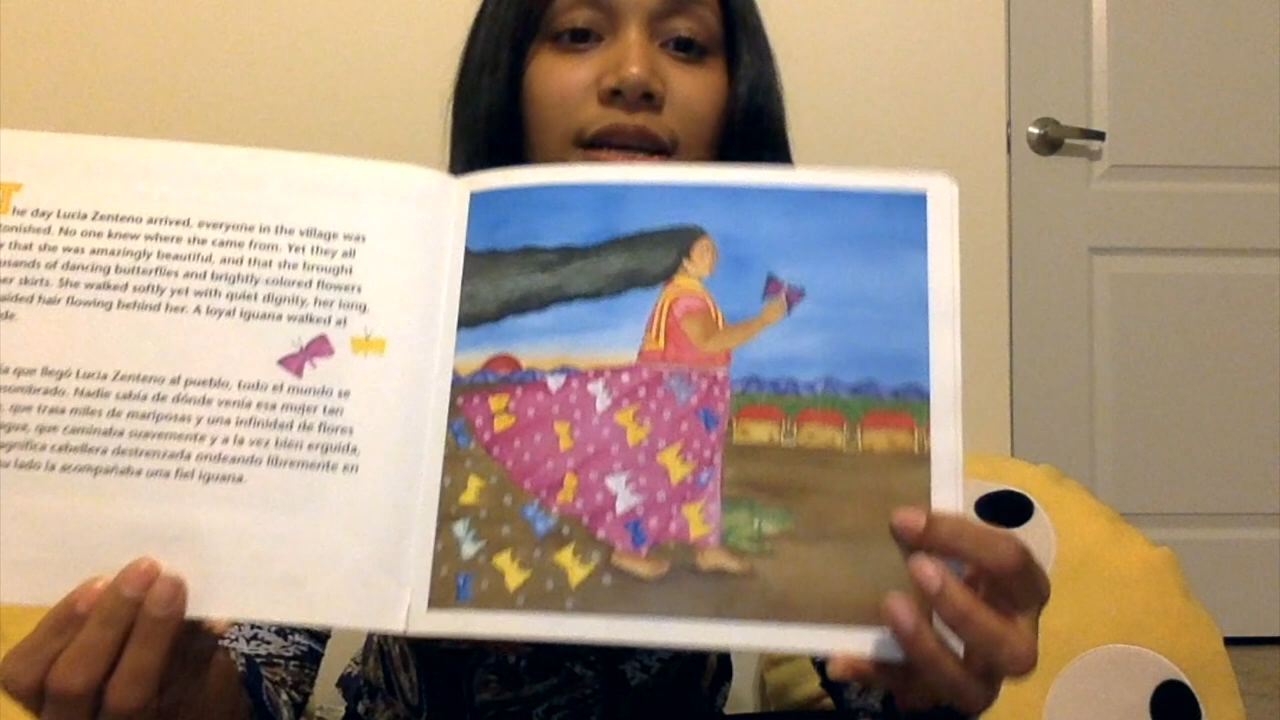 The day Lucia Zenteno arrived, everyone in the village was
tonished. No one knew where she came from. Yet they all
that she was amazingly beautiful, and that she brought
usands of dancing butterflies and brightly-colored flowers
er skirts. She walked softly yet with quiet dignity, her long,
aided hair flowing behind her. A loyal iguana walked at
de.
ía que llegó Lucia Zenteno al pueblo, todo el mundo se
sombrado. Nadie sabía de dónde venía esa mujer tan
, que traía miles de mariposas y una infinidad de flores
agua, que caminaba suavemente y a la vez bien erguida,
agnífica cabellera destrenzada ondeando libremente en
u lado la acompañaba una fiel iguana.